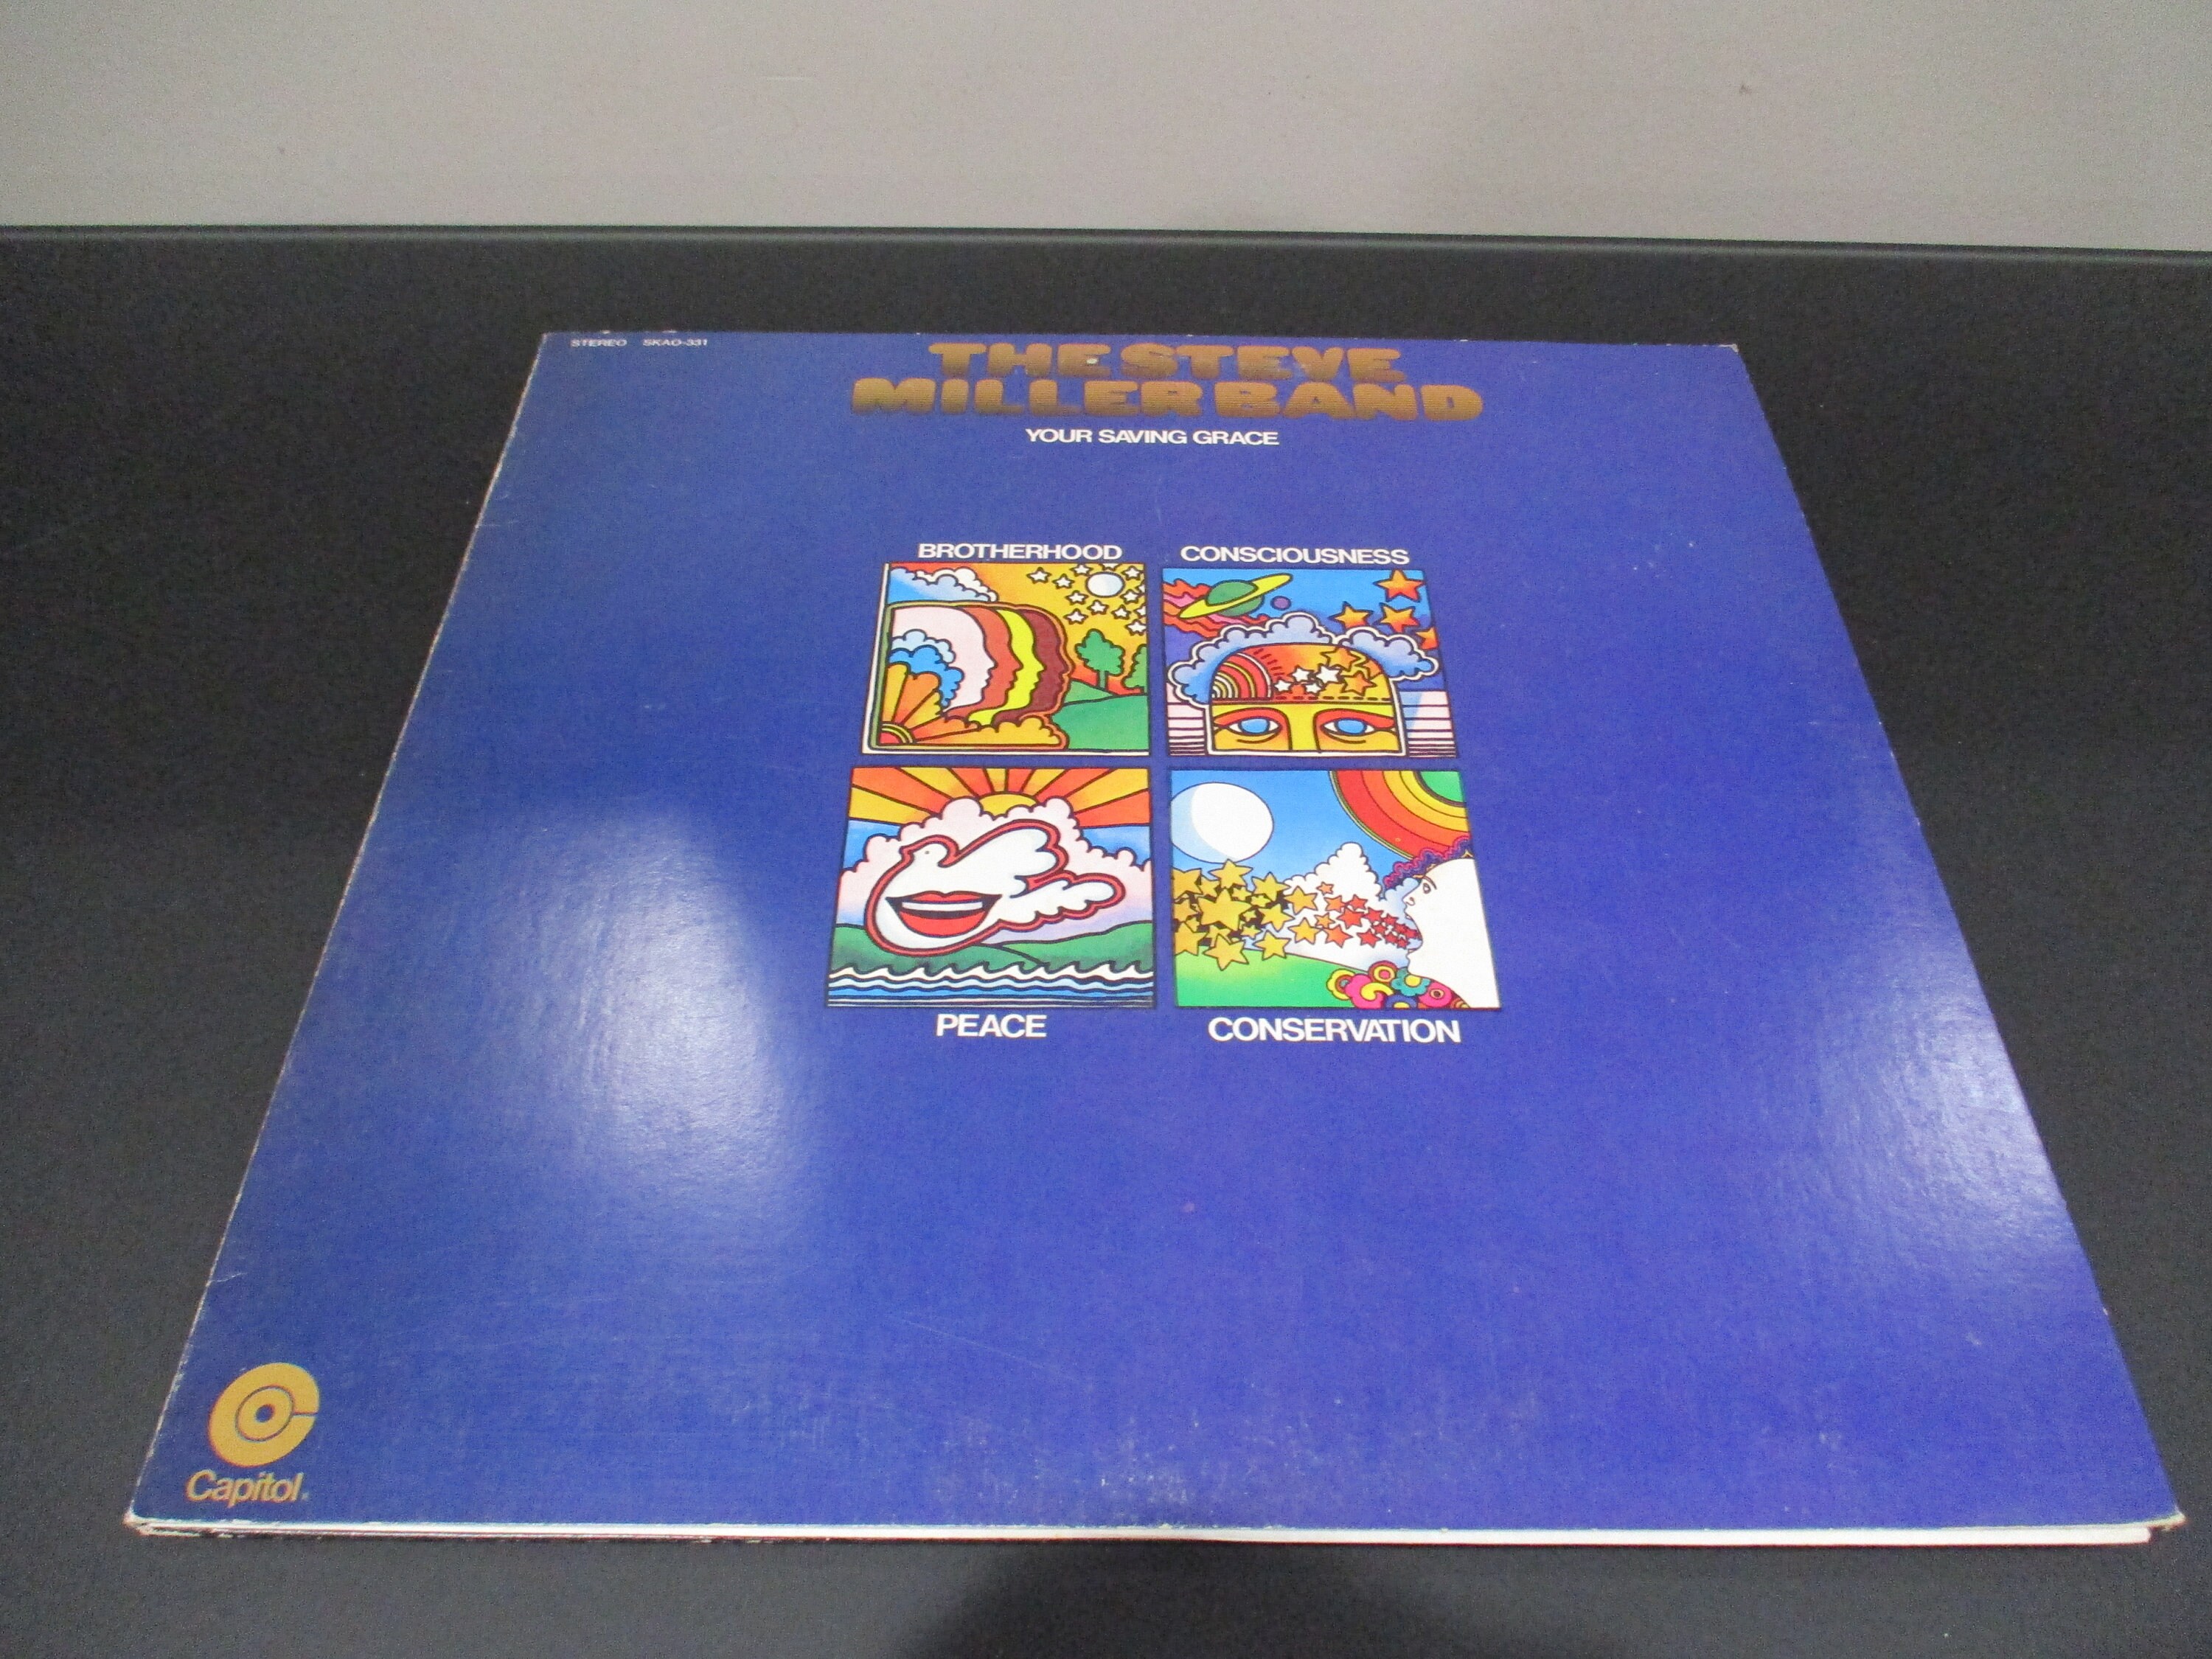 STEREO SKAO-331
THE STEVE
MILLER BAND
YOUR SAVING GRACE
BROTHERHOOD
CONSCIOUSNESS
PEACE
CONSERVATION
Capitol